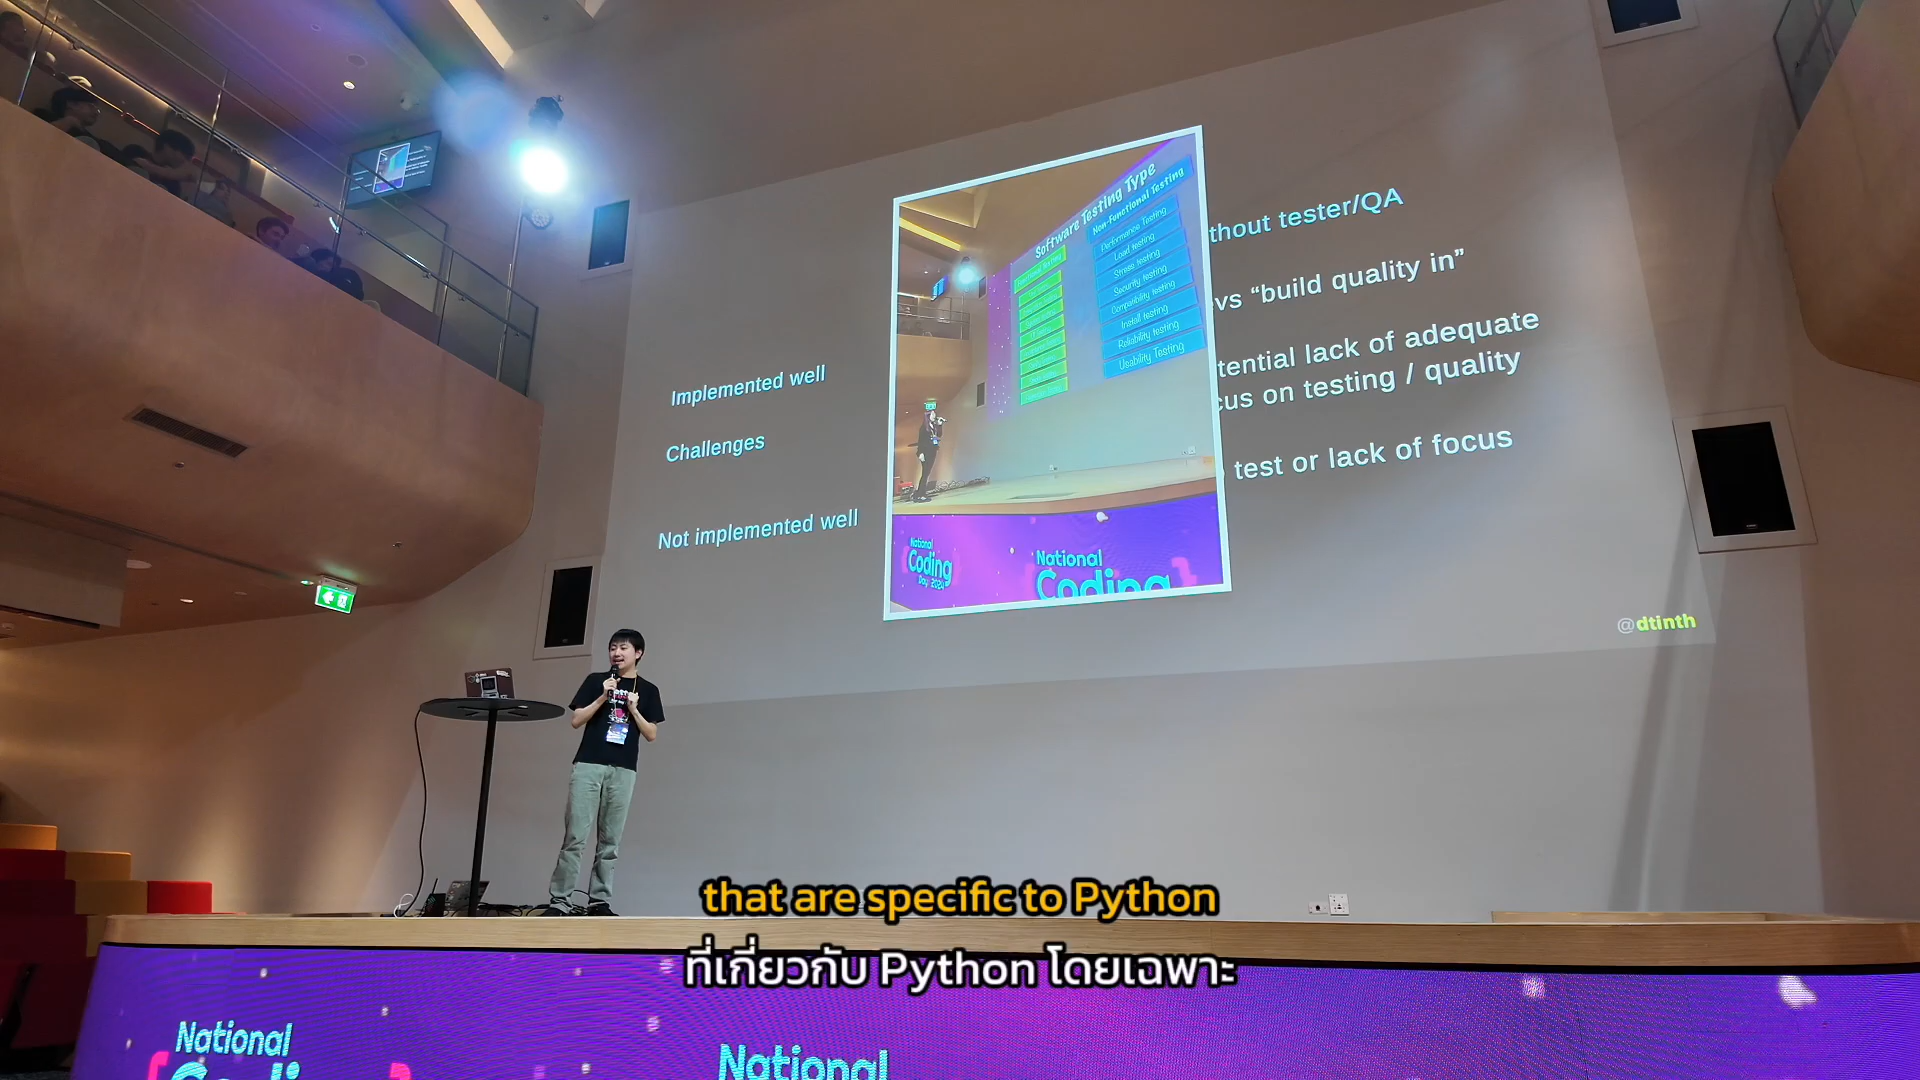 Software Testing Type
Non-Functional Testing
Performance Testing
Load testing
Stress testing
Security testing
Compatibility testing
Install testing
Reliability testing
Usability Testing
National
Coding
Day
National
Coding
thout tester/QA
vs “build quality in”
tential lack of adequate
cus on testing / quality
test or lack of focus
Implemented well
Challenges
Not implemented well
@dtinth
that are specific to Python
ที่เกี่ยวกับ Python โดยเฉพาะ
National
National